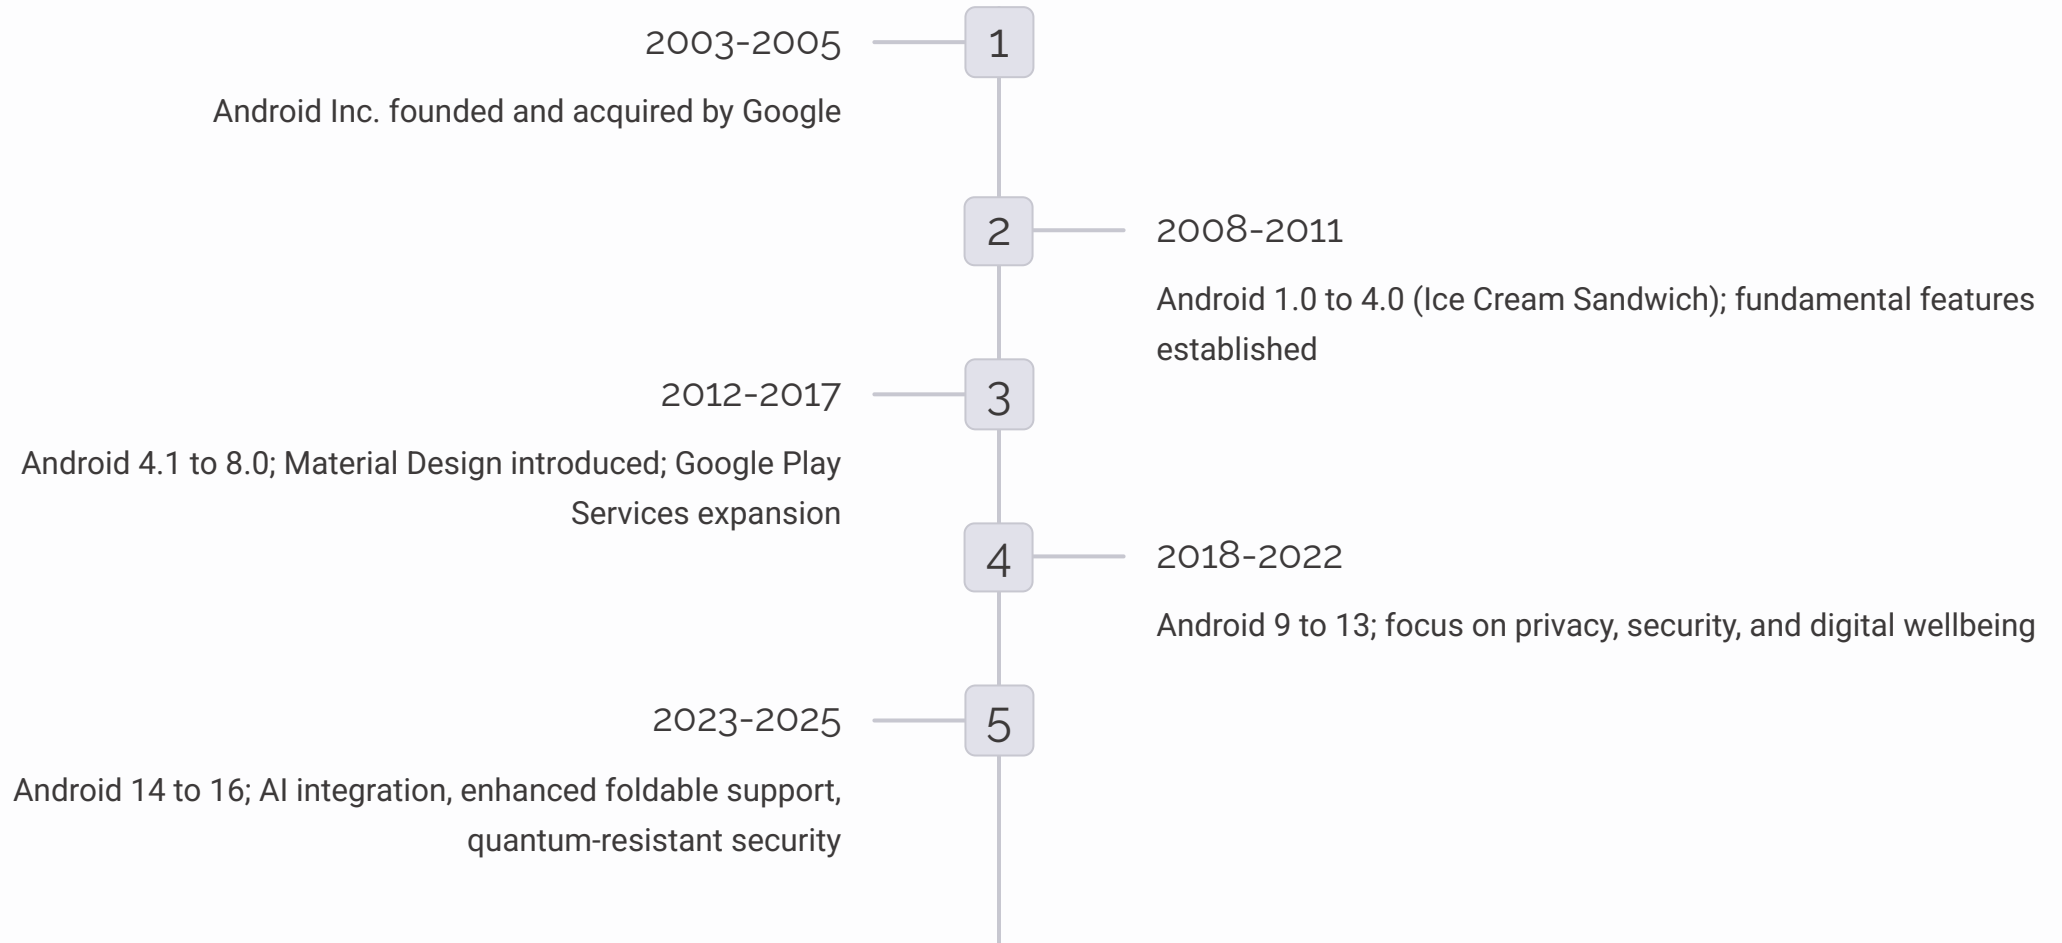 1
2003-2005
Android Inc. founded and acquired by Google
2
2008-2011
Android 1.0 to 4.0 (Ice Cream Sandwich); fundamental features
established
3
2012-2017
Android 4.1 to 8.0; Material Design introduced; Google Play
Services expansion
4
2018-2022
Android 9 to 13; focus on privacy, security, and digital wellbeing
5
2023-2025
Android 14 to 16; AI integration, enhanced foldable support,
quantum-resistant security